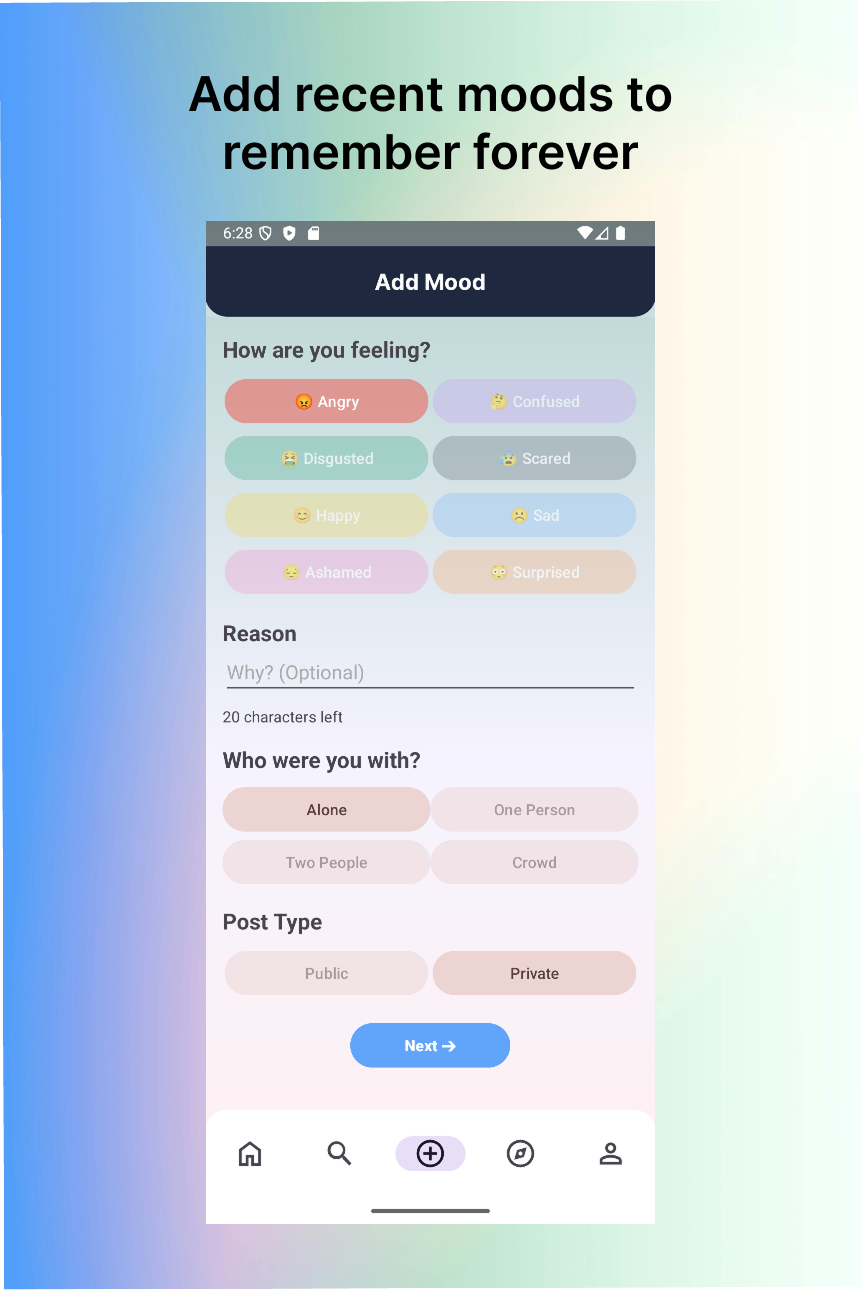 Add recent moods to
remember forever
6:28
Add Mood
How are you feeling?
😡 Angry
🤔 Confused
🤮 Disgusted
😰 Scared
😊 Happy
☹️ Sad
😔 Ashamed
😳 Surprised
Reason
Why? (Optional)
20 characters left
Who were you with?
Alone
One Person
Two People
Crowd
Post Type
Public
Private
Next →